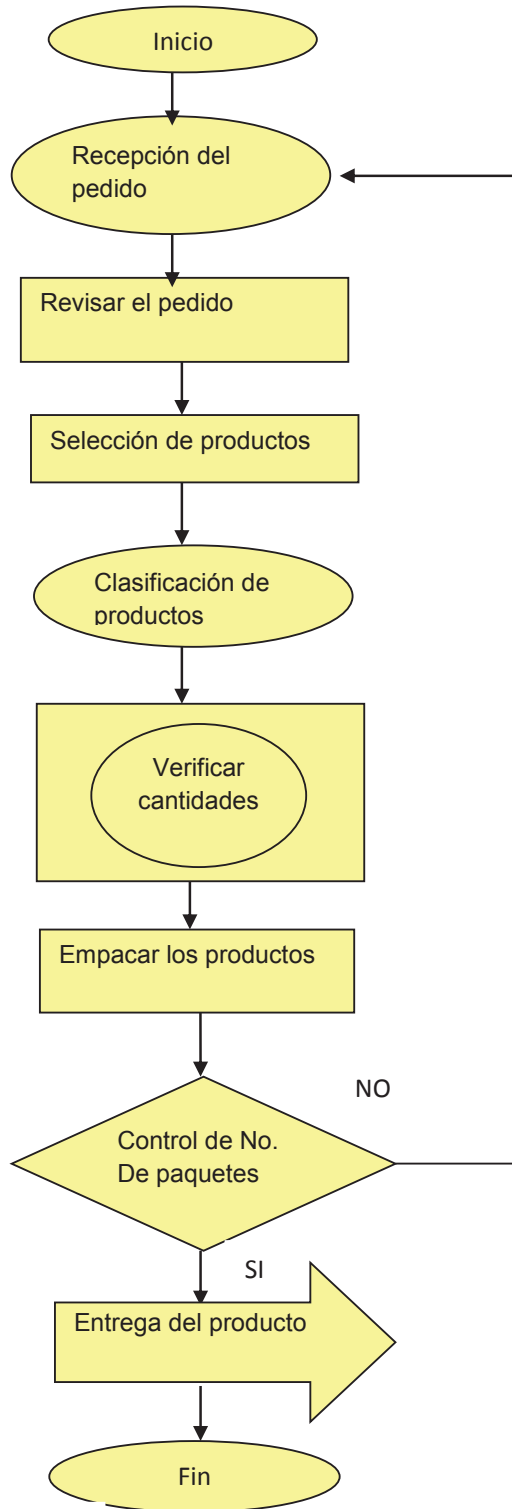 Inicio
Recepción del
pedido
Revisar el pedido
Selección de productos
Clasificación de
productos
Verificar
cantidades
Empacar los productos
NO
Control de No.
De paquetes
SI
Entrega del producto
Fin